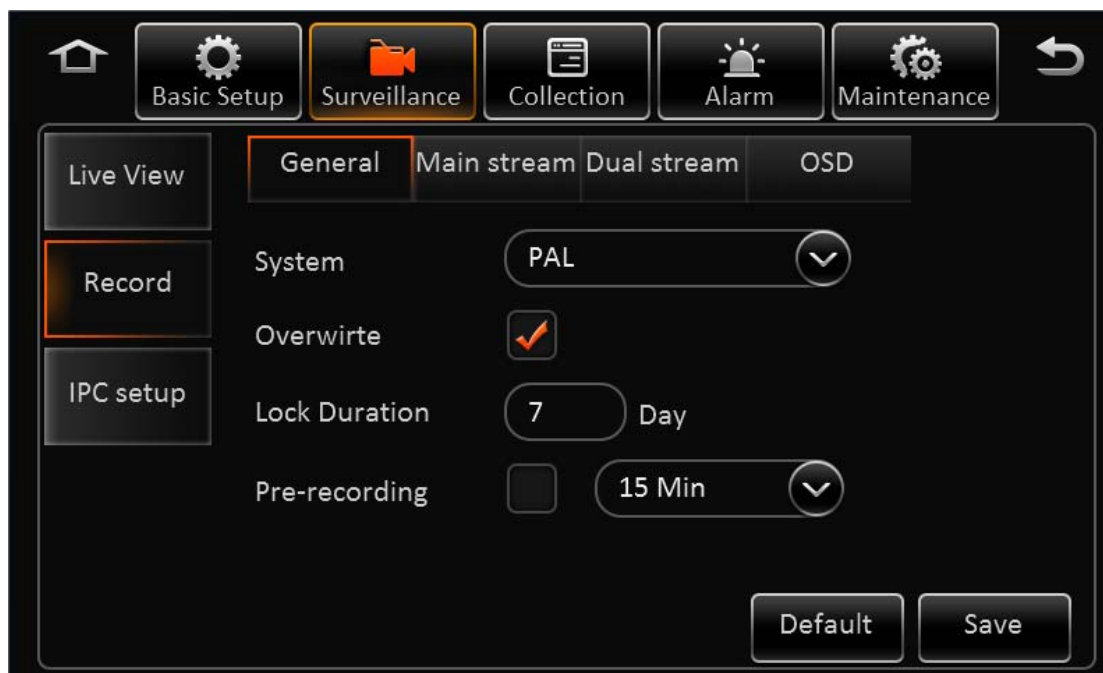 Basic Setup Surveillance Collection Alarm Maintenance
Live View
Record
IPC setup
General Main stream Dual stream OSD
System PAL
Overwirte
Lock Duration 7 Day
Pre-recording 15 Min
Default Save